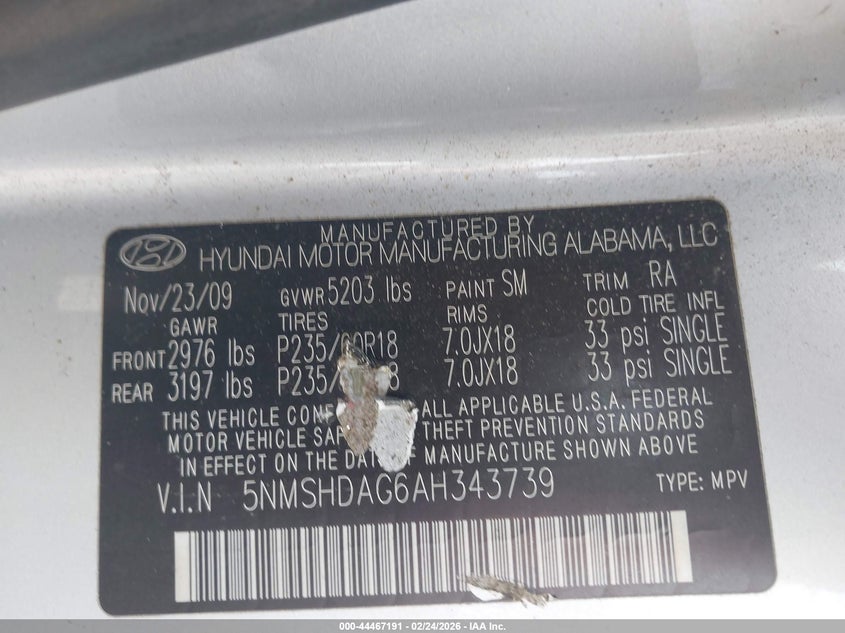 MANUFACTURED BY
HYUNDAI MOTOR MANUFACTURING ALABAMA, LLC
Nov/23/09 GVWR 5203 lbs PAINT SM TRIM RA
GAWR TIRES RIMS COLD TIRE INFL
FRONT 2976 lbs P235/60R18 7.0JX18 33 psi SINGLE
REAR 3197 lbs P235/ 7.0JX18 33 psi SINGLE
THIS VEHICLE ALL APPLICABLE U.S.A. FEDERAL
MOTOR VEHICLE THEFT PREVENTION STANDARDS
IN EFFECT ON THE DATE OF MANUFACTURE SHOWN ABOVE
V.I.N 5NMSHDAG6AH343739 TYPE: MPV
000-44467191 - 02/24/2026 - IAA Inc.